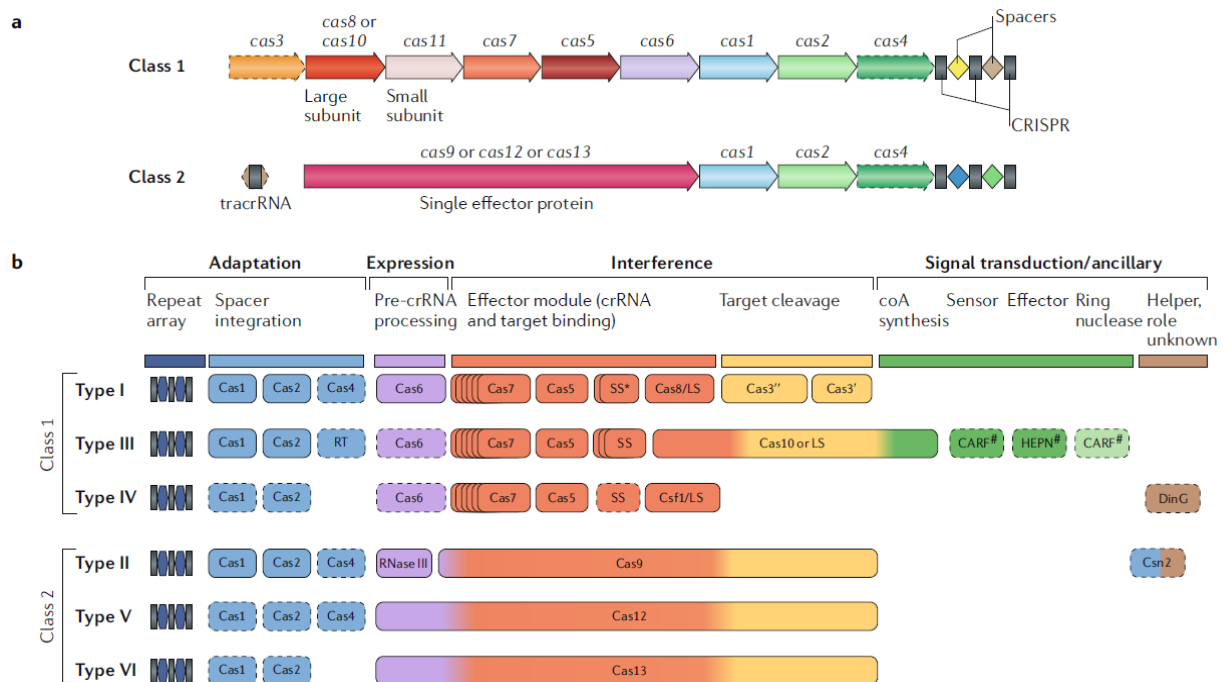 a
Class 1
cas3
cas8 or
cas10
cas11
cas7
cas5
cas6
cas1
cas2
cas4
Spacers
Large
subunit
Small
subunit
CRISPR
Class 2
tracrRNA
cas9 or cas12 or cas13
Single effector protein
cas1
cas2
cas4
b
Adaptation
Expression
Interference
Signal transduction/ancillary
Repeat
array
Spacer
integration
Pre-crRNA
processing
Effector module (crRNA
and target binding)
Target cleavage
coA
synthesis
Sensor
Effector
Ring
nuclease
Helper,
role
unknown
Class 1
Type I
Cas1
Cas2
Cas4
Cas6
Cas7
Cas5
SS*
Cas8/LS
Cas3''
Cas3'
Type III
Cas1
Cas2
RT
Cas6
Cas7
Cas5
SS
Cas10 or LS
CARF#
HEPN#
CARF#
Type IV
Cas1
Cas2
Cas6
Cas7
Cas5
SS
Csf1/LS
DinG
Class 2
Type II
Cas1
Cas2
Cas4
RNase III
Cas9
Csn2
Type V
Cas1
Cas2
Cas4
Cas12
Type VI
Cas1
Cas2
Cas13